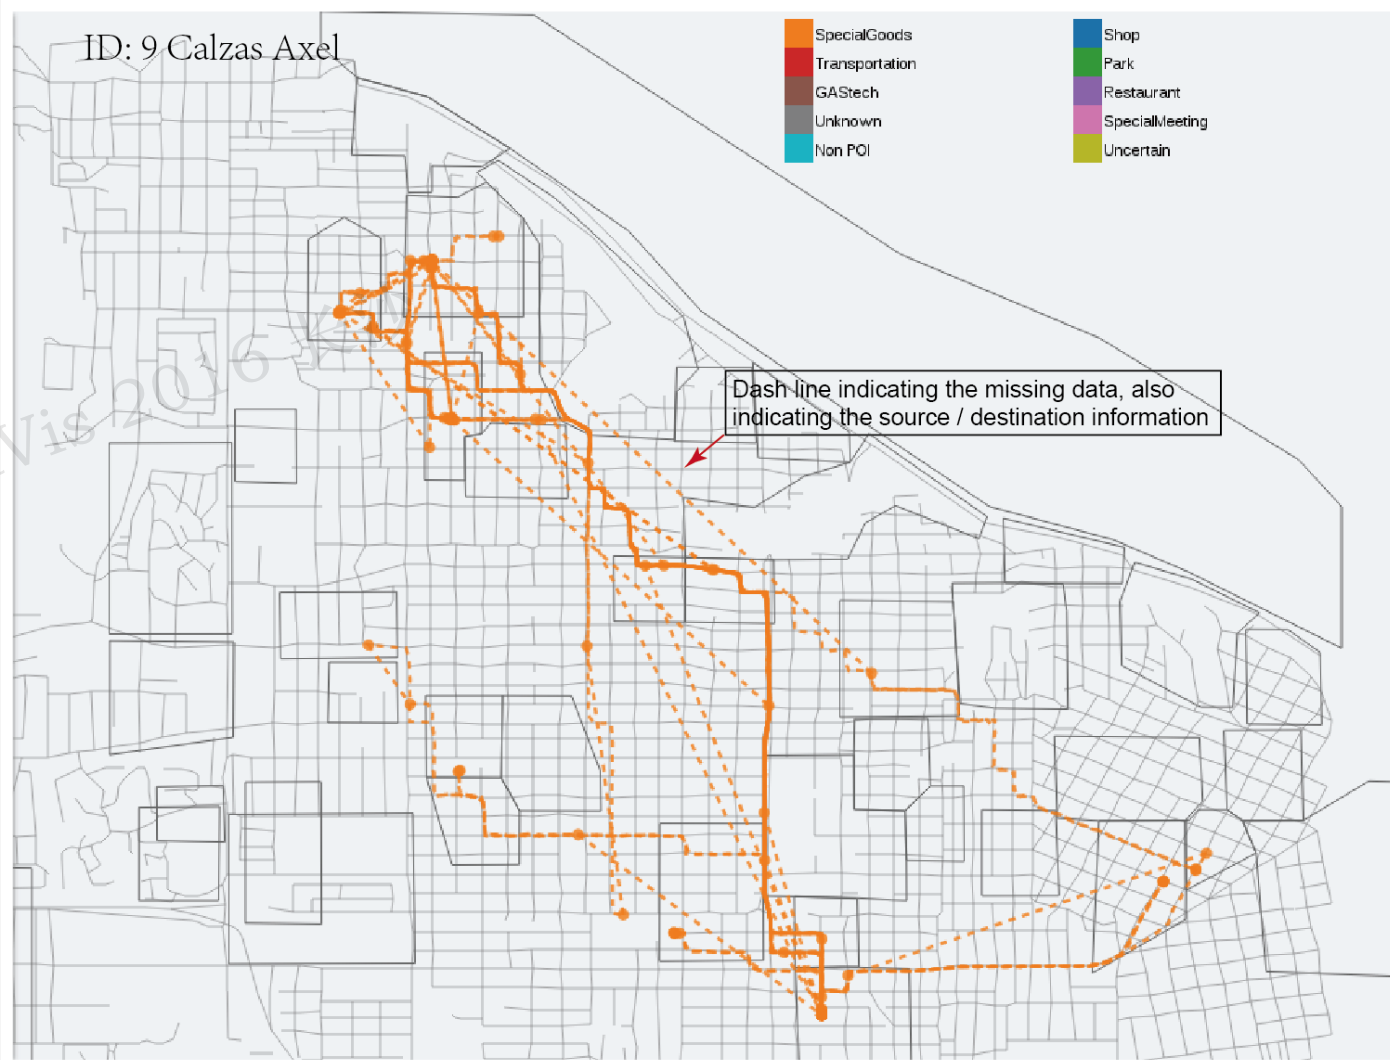 ID: 9 Calzas Axel
SpecialGoods
Transportation
GAStech
Unknown
Non POI
Shop
Park
Restaurant
SpecialMeeting
Uncertain
Dash line indicating the missing data, also
indicating the source / destination information
2016